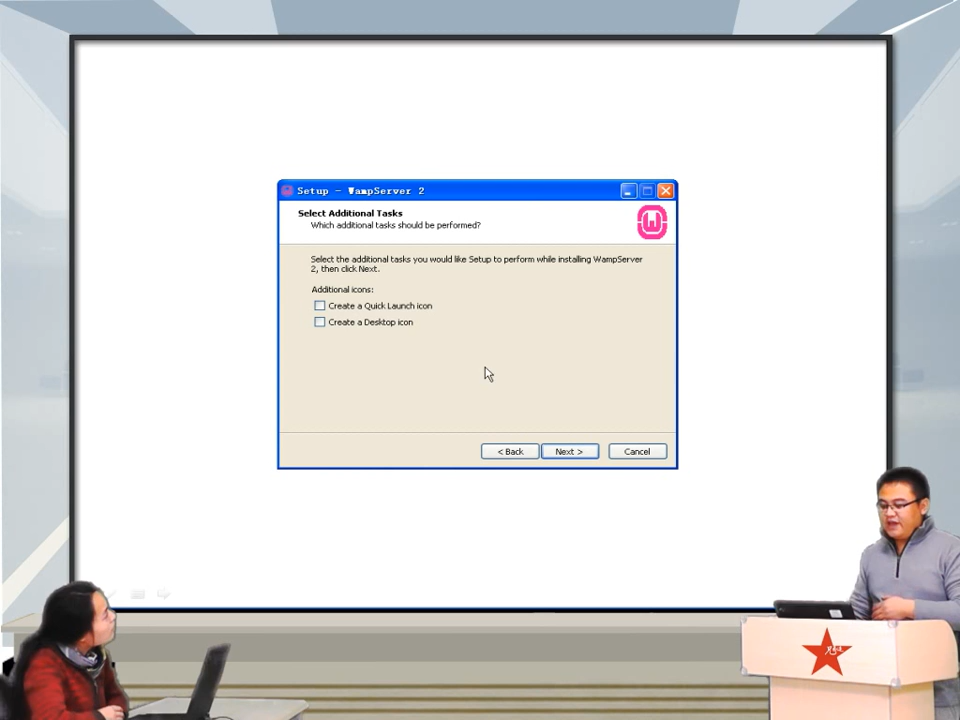 Setup - WampServer 2
Select Additional Tasks
Which additional tasks should be performed?
Select the additional tasks you would like Setup to perform while installing WampServer
2, then click Next.
Additional icons:
Create a Quick Launch icon
Create a Desktop icon
< Back
Next >
Cancel